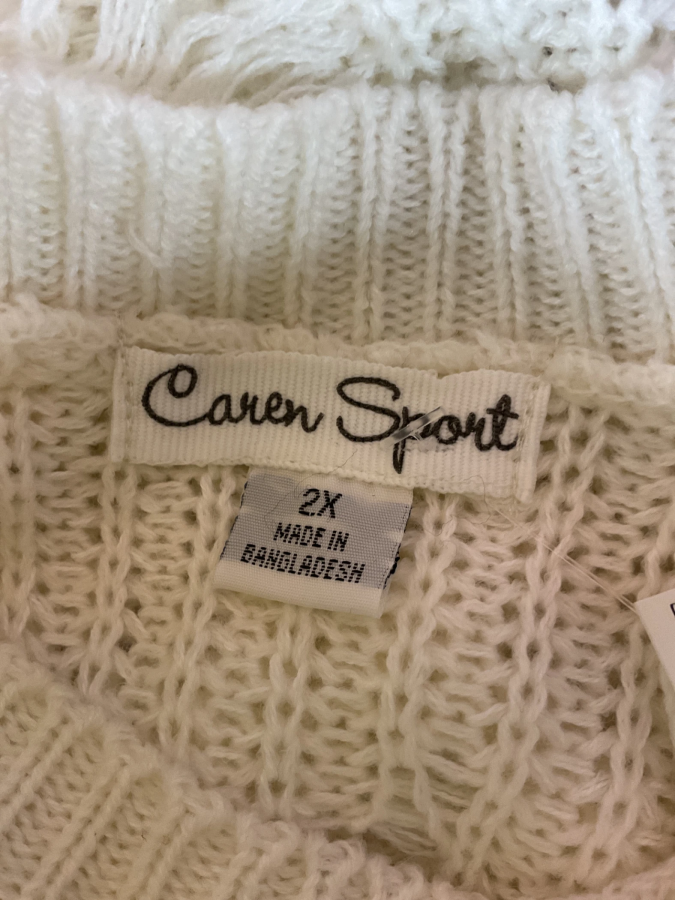 Caren Sport
2X
MADE IN
BANGLADESH